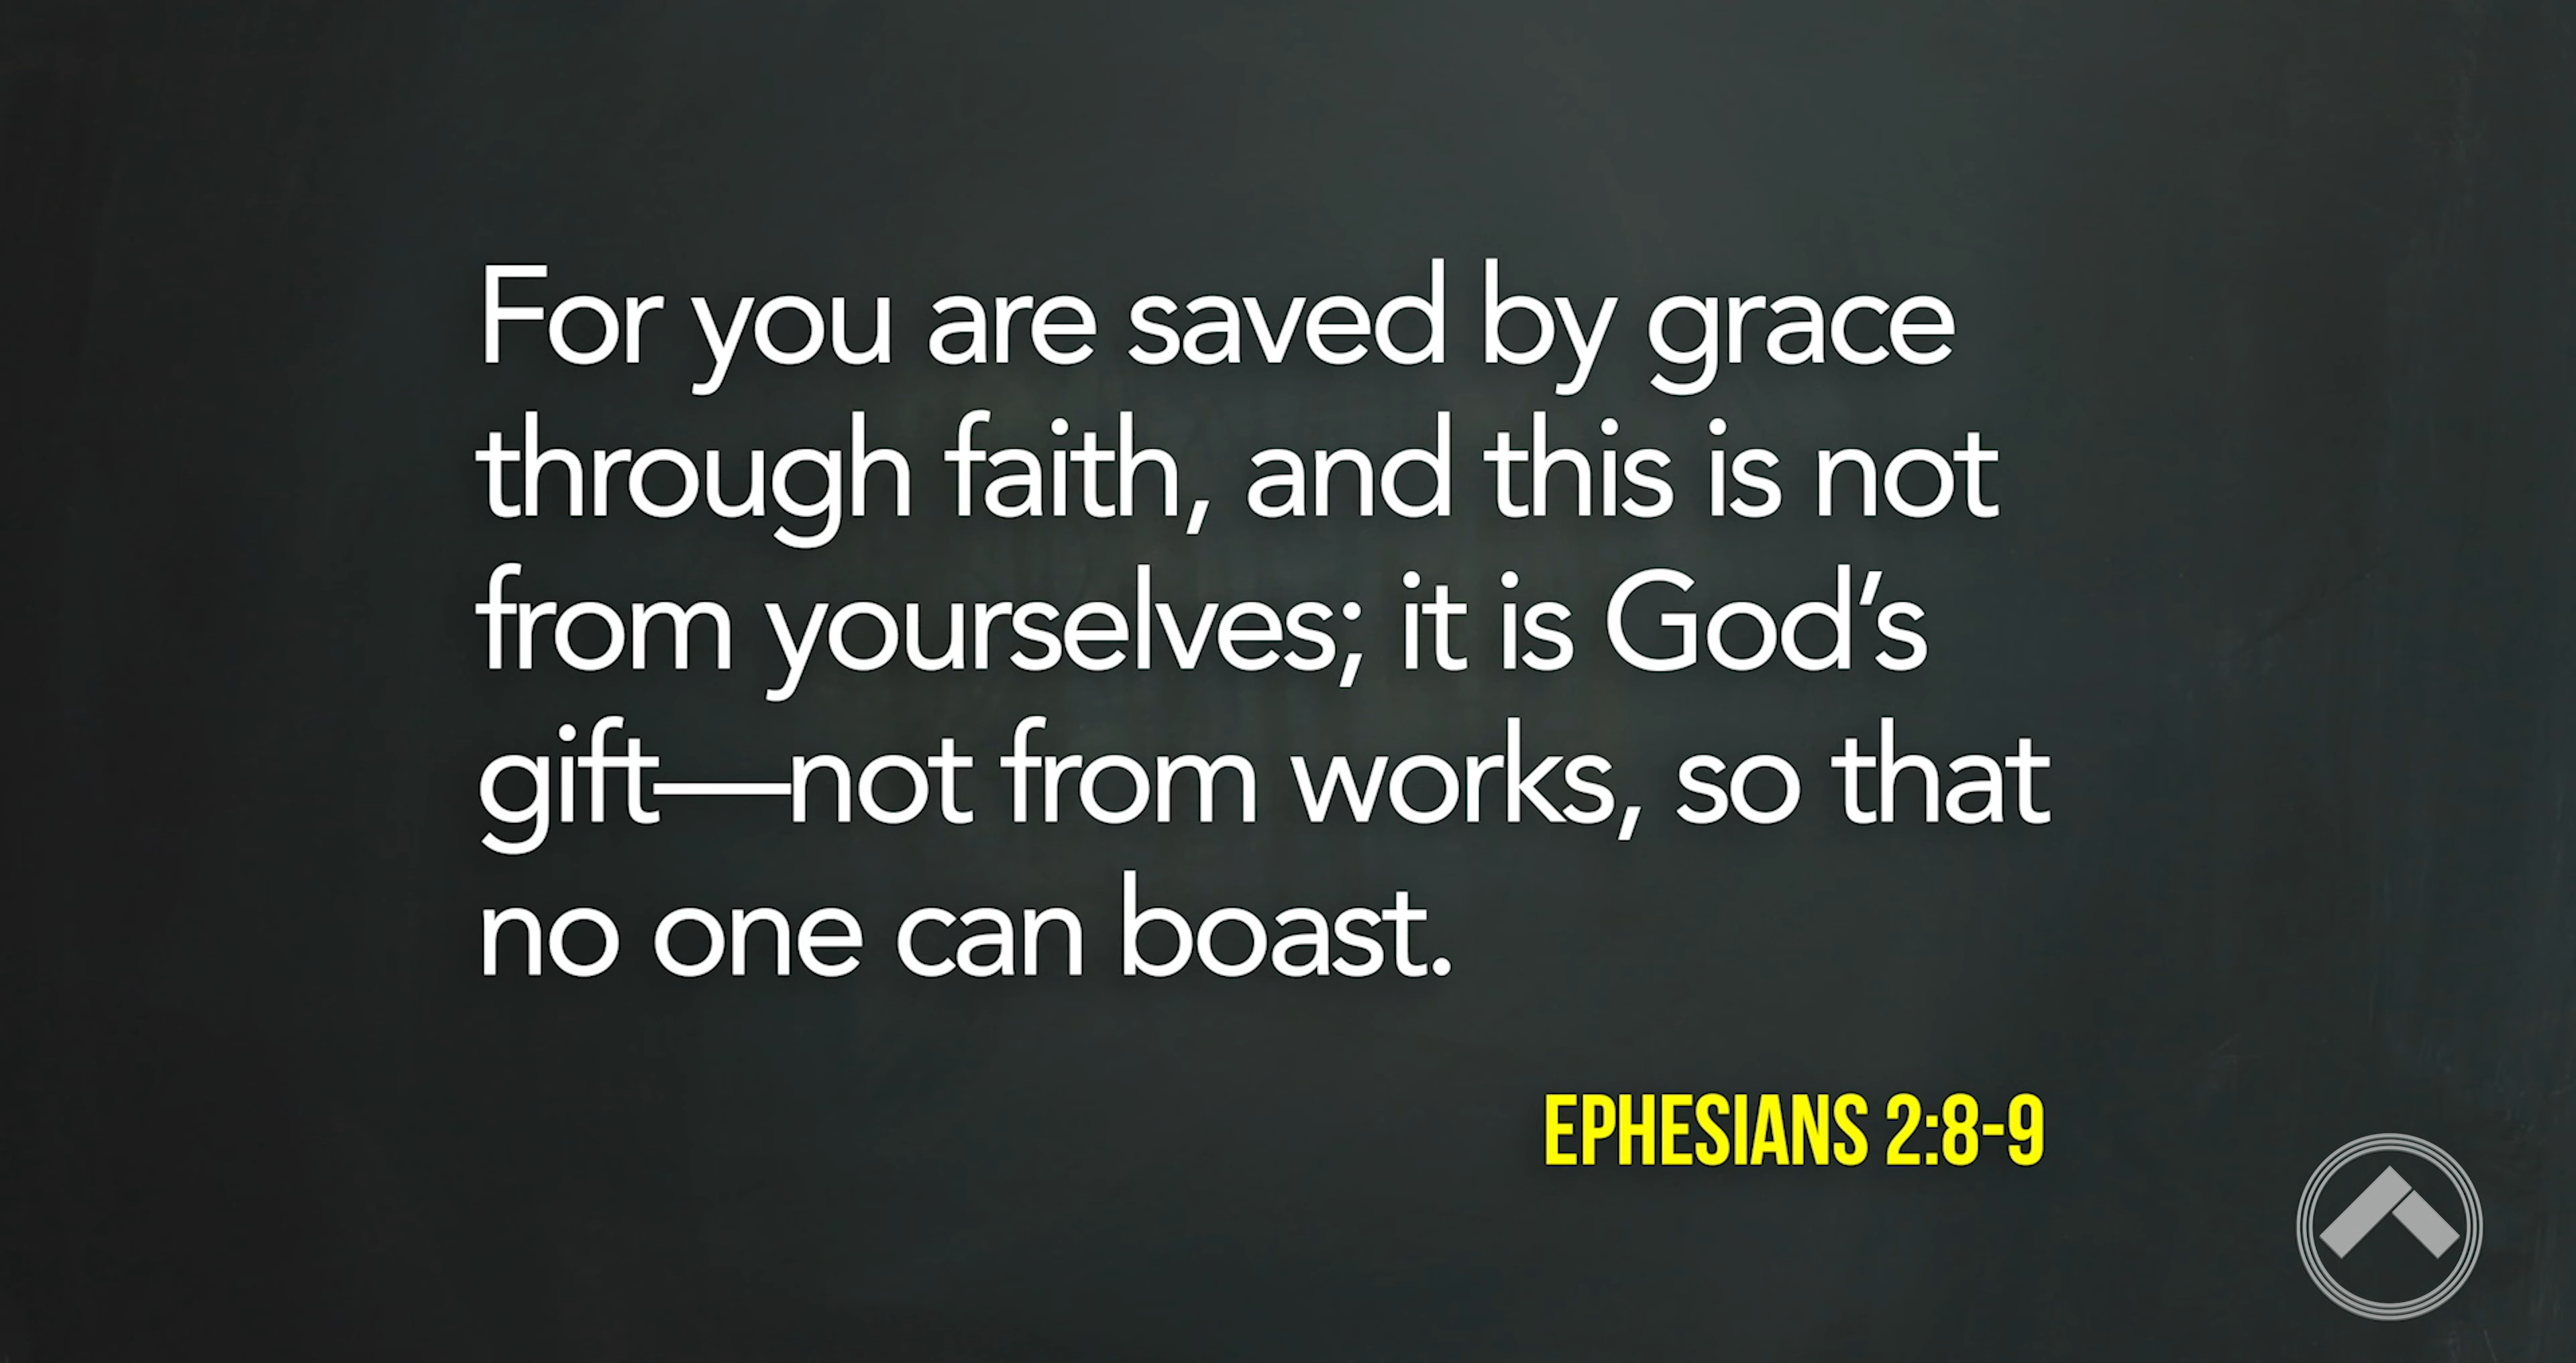 For you are saved by grace
through faith, and this is not
from yourselves; it is God’s
gift—not from works, so that
no one can boast.
EPHESIANS 2:8-9